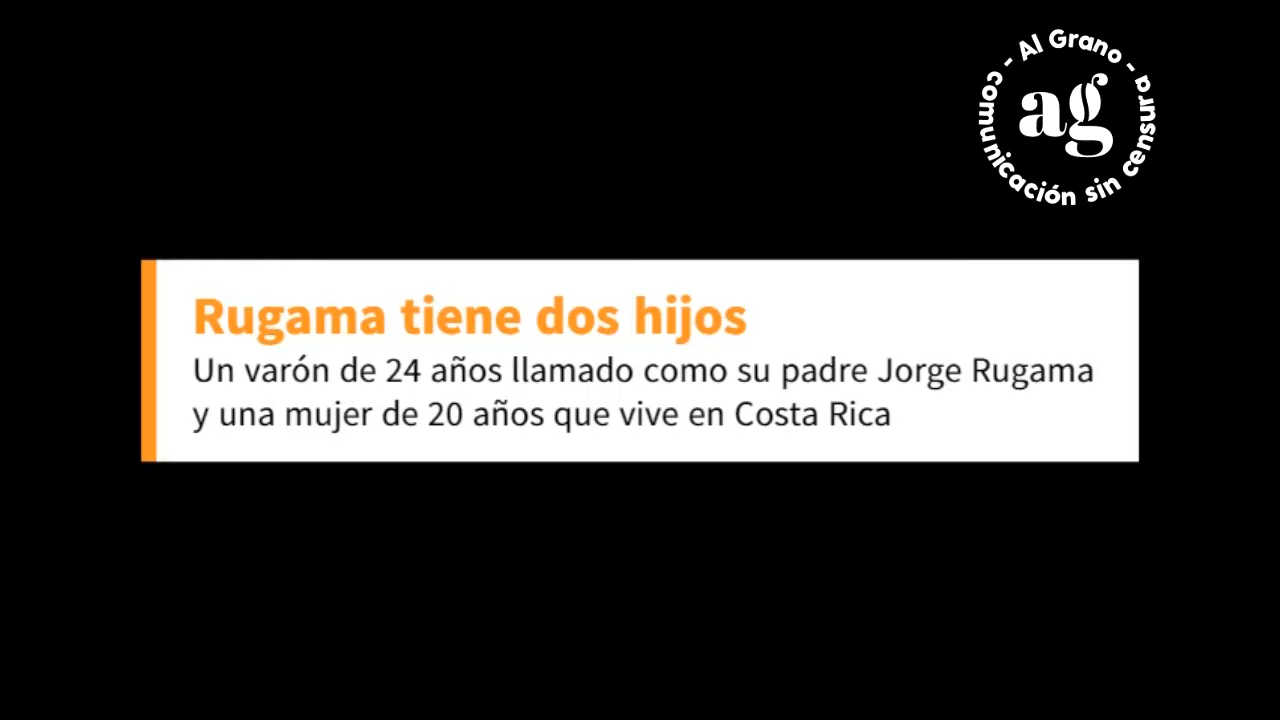 - Al Grano - comunicación sin censura
ag
Rugama tiene dos hijos
Un varón de 24 años llamado como su padre Jorge Rugama
y una mujer de 20 años que vive en Costa Rica